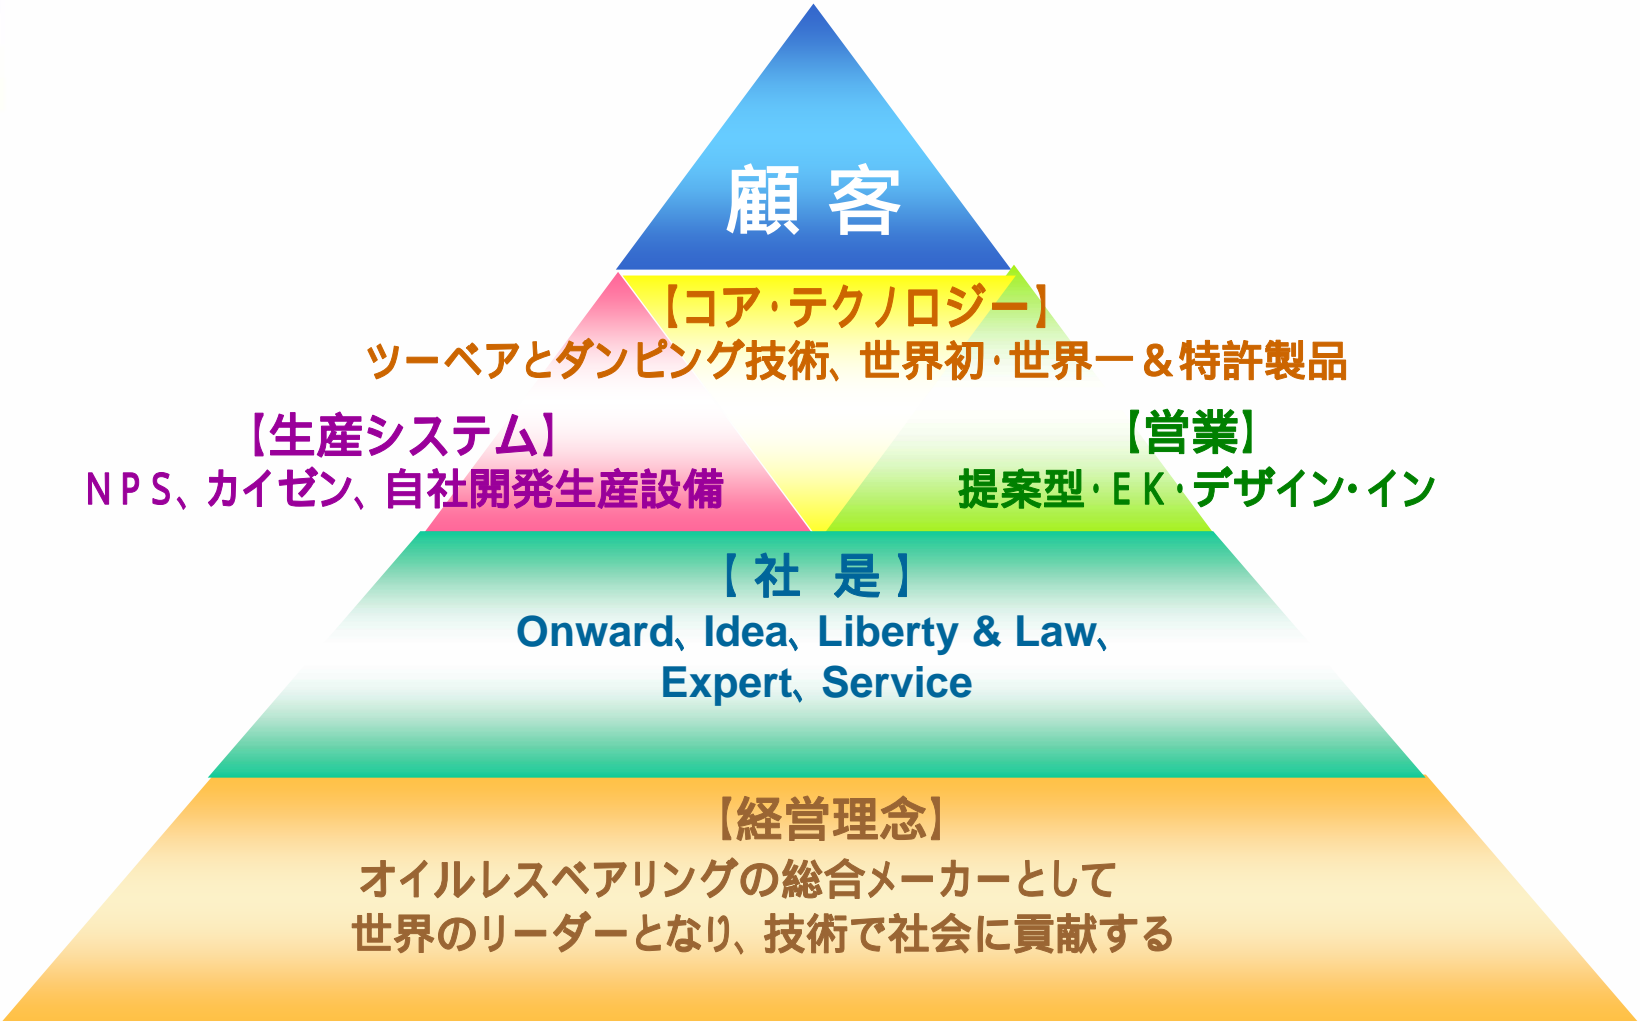 顧客
【コア・テクノロジー】
ツーベアとダンピング技術、世界初・世界一＆特許製品
【生産システム】
NPS、カイゼン、自社開発生産設備
【営業】
提案型・EK・デザイン・イン
【社 是】
Onward、Idea、Liberty & Law、
Expert、Service
【経営理念】
オイルレスベアリングの総合メーカーとして
世界のリーダーとなり、技術で社会に貢献する